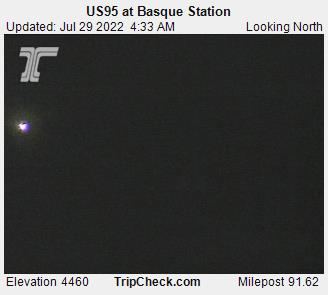 US95 at Basque Station
Updated: Jul 29 2022 4:33 AM Looking North
Elevation 4460 TripCheck.com Milepost 91.62